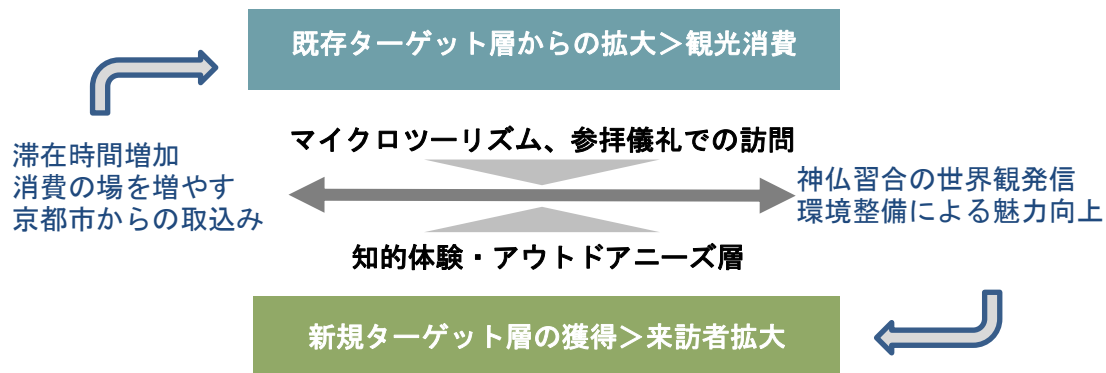 既存ターゲット層からの拡大＞観光消費
マイクロツーリズム、参拝儀礼での訪問
滞在時間増加
消費の場を増やす
京都市からの取込み
神仏習合の世界観発信
環境整備による魅力向上
知的体験・アウトドアニーズ層
新規ターゲット層の獲得＞来訪者拡大